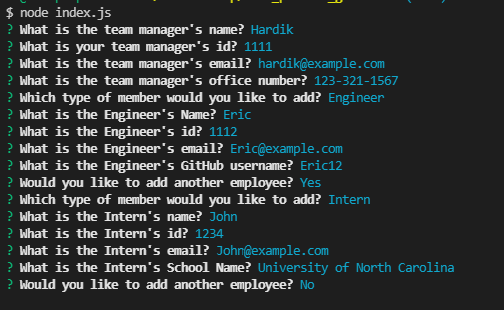 $ node index.js
? What is the team manager's name? Hardik
? What is your team manager's id? 1111
? What is the team manager's email? hardik@example.com
? What is the team manager's office number? 123-321-1567
? Which type of member would you like to add? Engineer
? What is the Engineer's Name? Eric
? What is the Engineer's id? 1112
? What is the Engineer's email? Eric@example.com
? What is the Engineer's GitHub username? Eric12
? Would you like to add another employee? Yes
? Which type of member would you like to add? Intern
? What is the Intern's name? John
? What is the Intern's id? 1234
? What is the Intern's email? John@example.com
? What is the Intern's School Name? University of North Carolina
? Would you like to add another employee? No